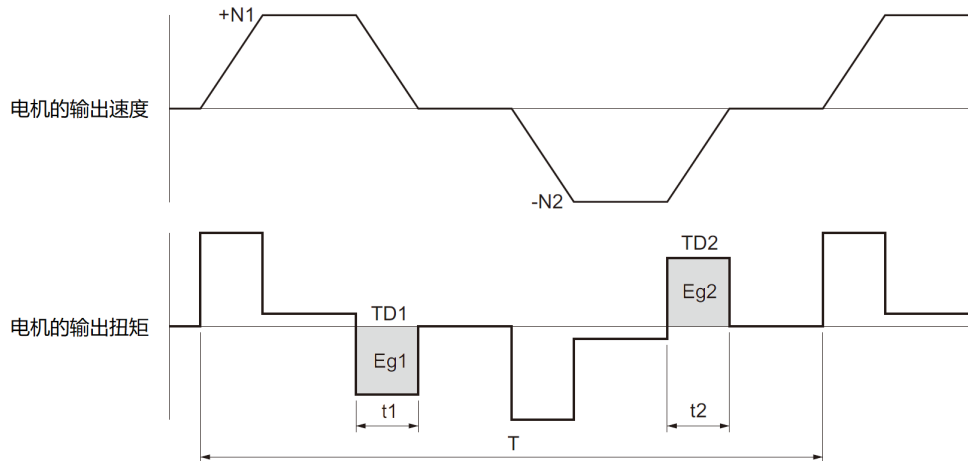 +N1
电机的输出速度
-N2
TD2
Eg2
TD1
电机的输出扭矩
Eg1
t1
t2
T